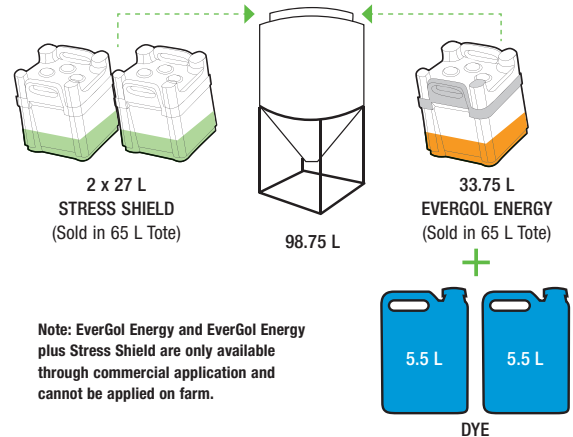 2 x 27 L
STRESS SHIELD
(Sold in 65 L Tote)
98.75 L
33.75 L
EVERGOL ENERGY
(Sold in 65 L Tote)
+
5.5 L
5.5 L
DYE
Note: EverGol Energy and EverGol Energy
plus Stress Shield are only available
through commercial application and
cannot be applied on farm.